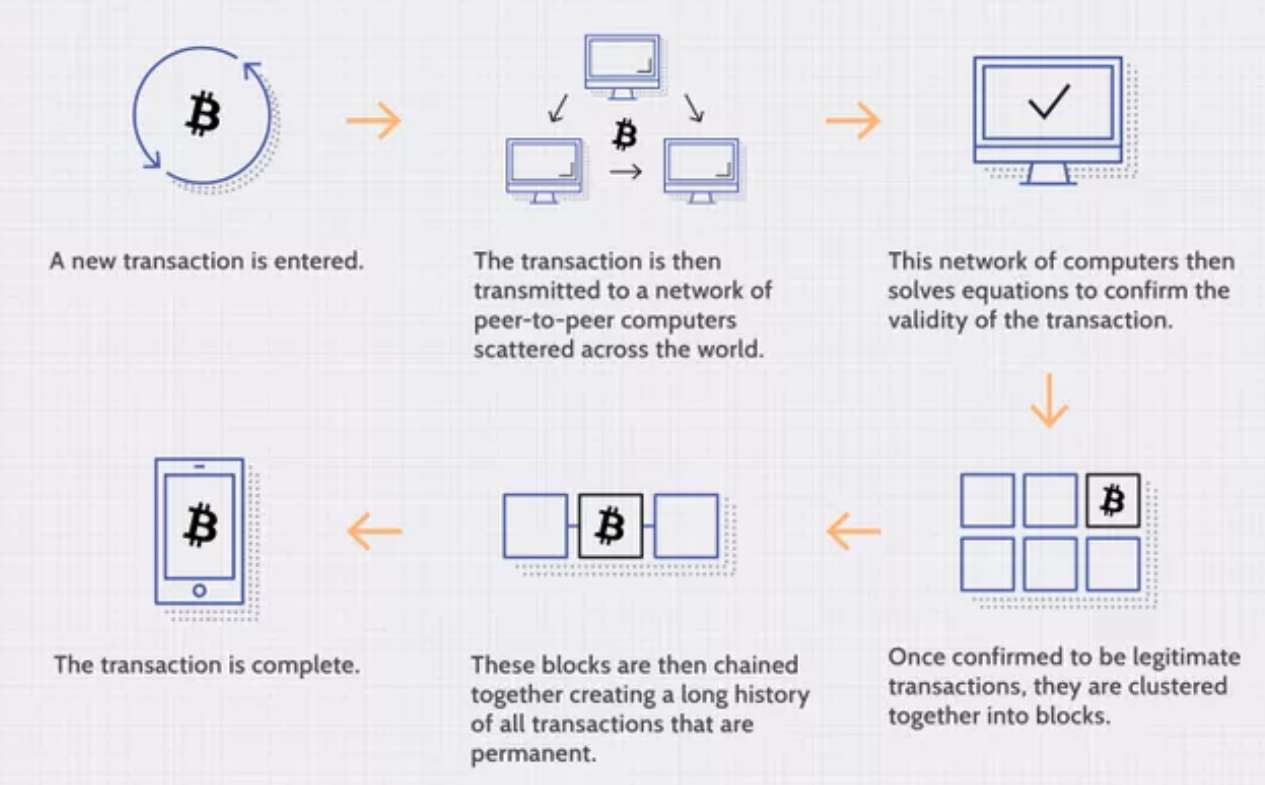 A new transaction is entered.
The transaction is then
transmitted to a network of
peer-to-peer computers
scattered across the world.
This network of computers then
solves equations to confirm the
validity of the transaction.
Once confirmed to be legitimate
transactions, they are clustered
together into blocks.
These blocks are then chained
together creating a long history
of all transactions that are
permanent.
The transaction is complete.